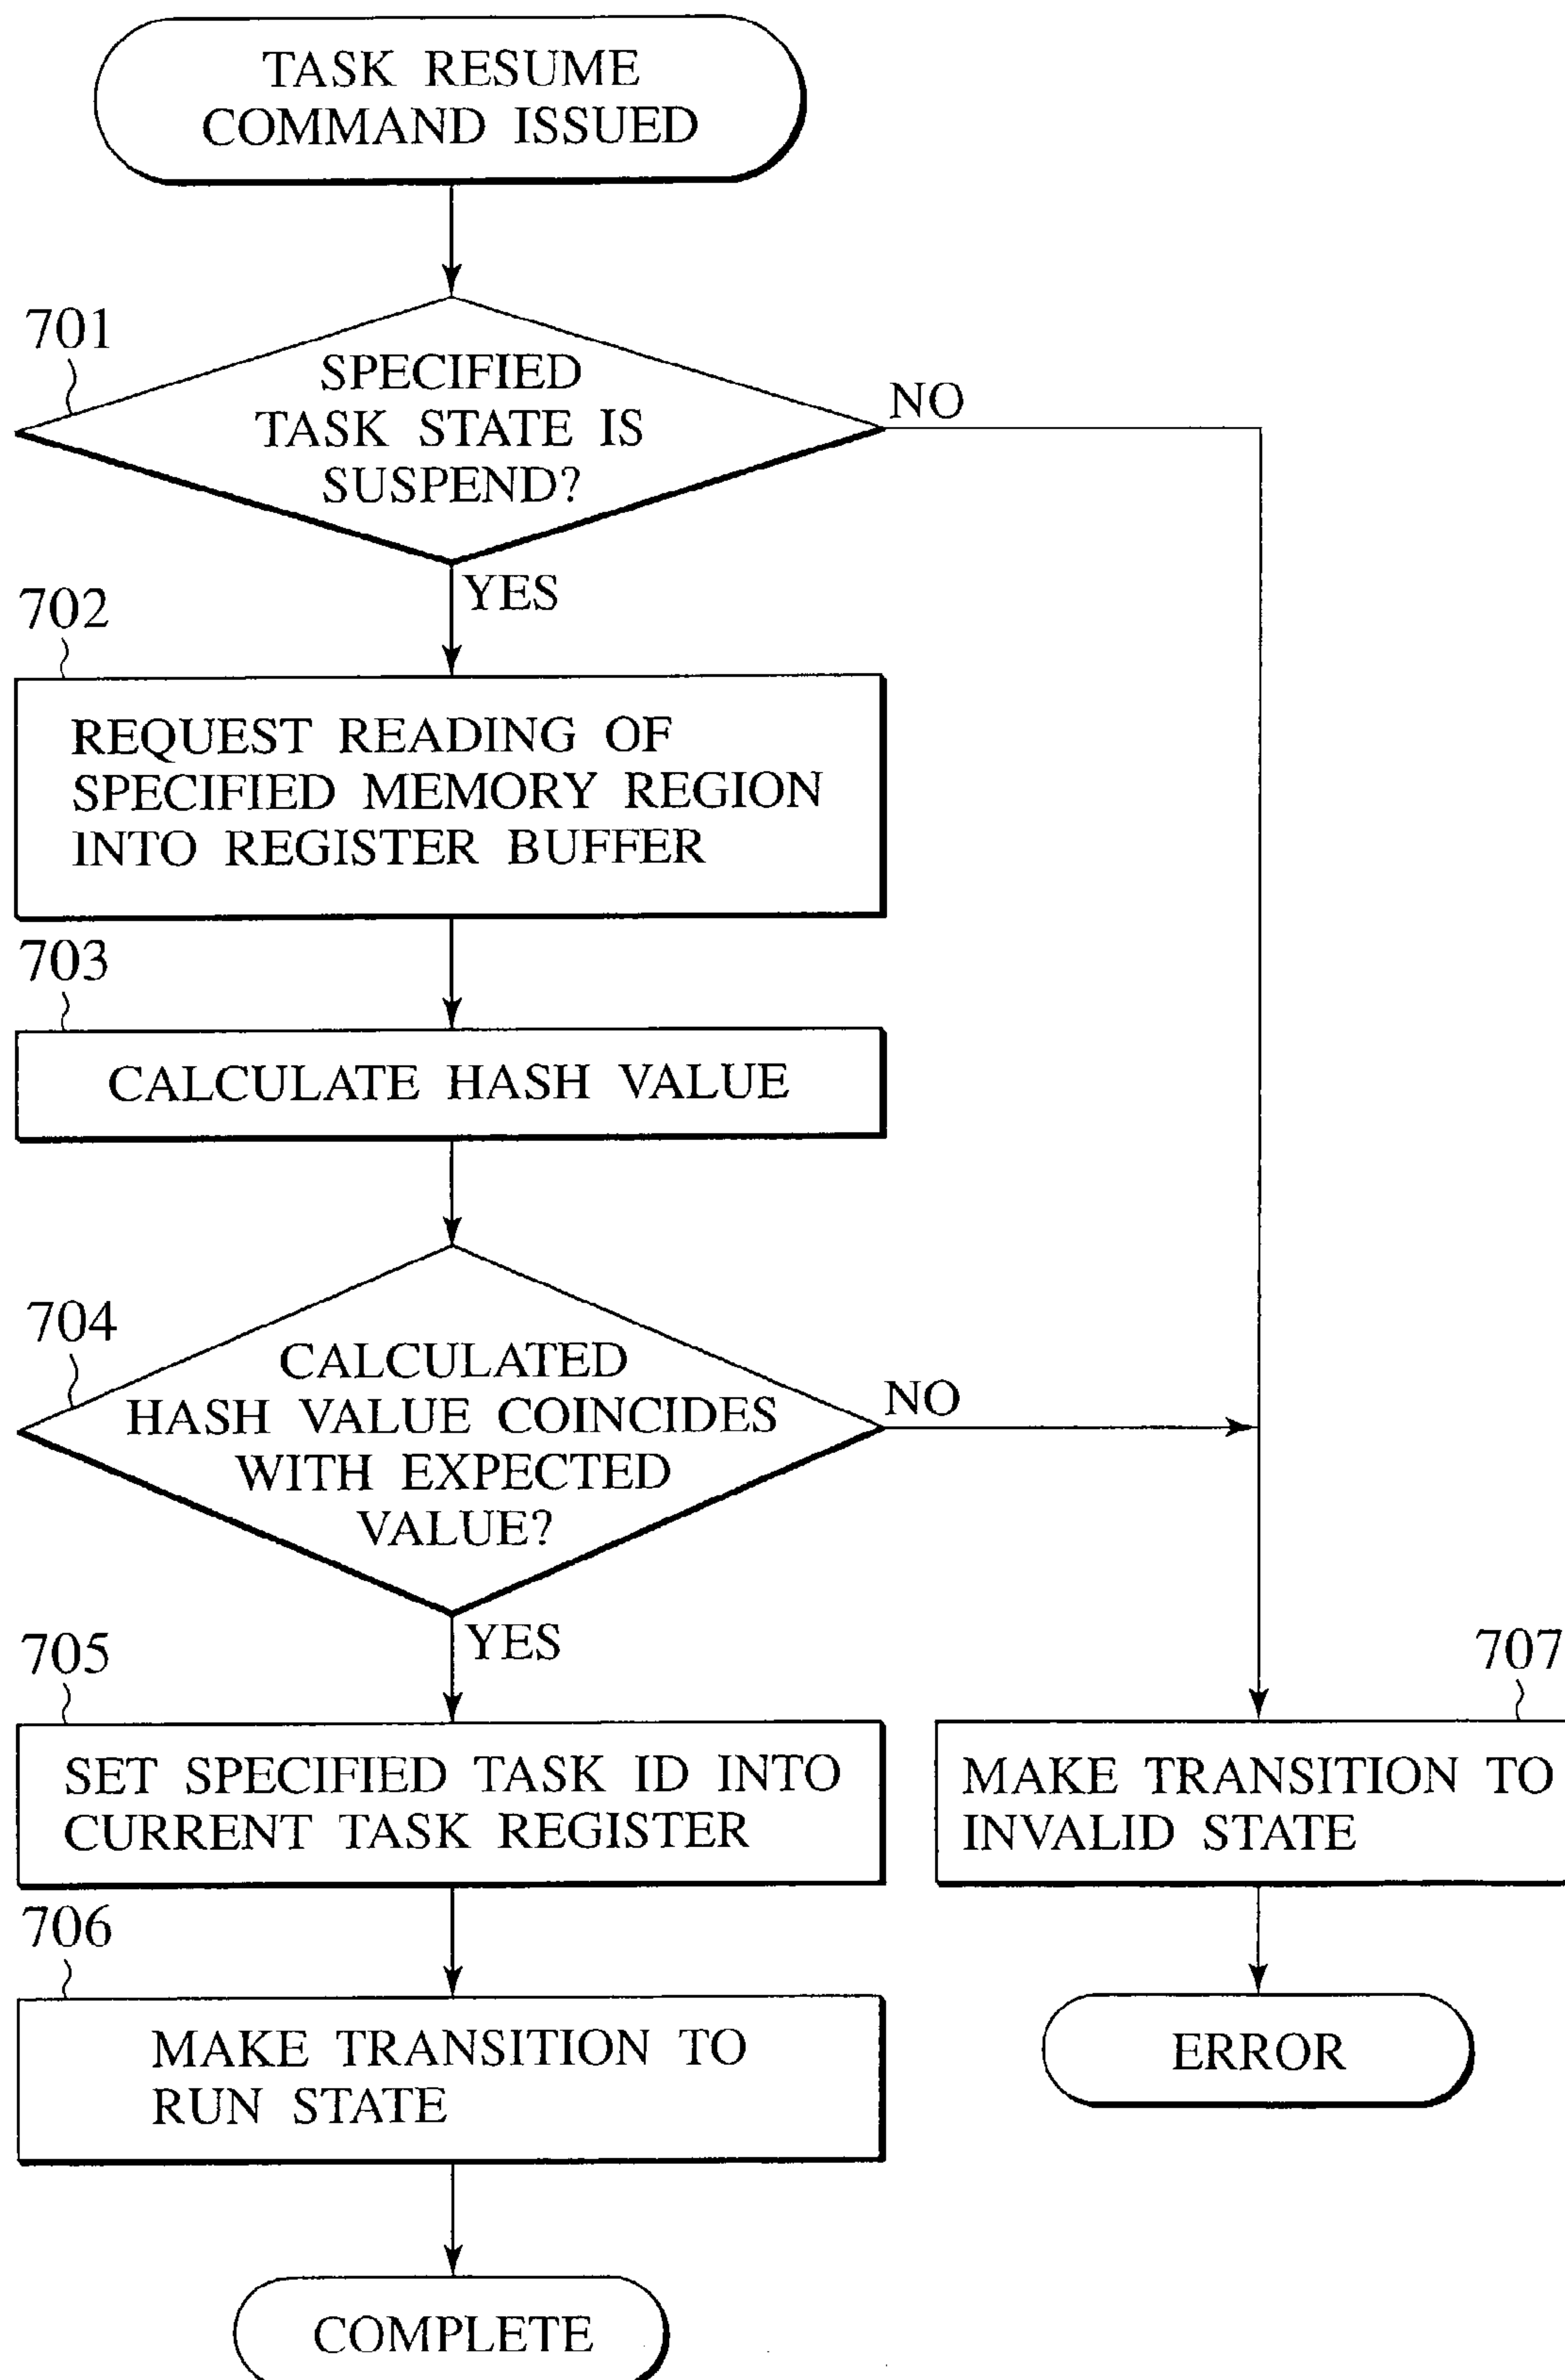 TASK RESUME
COMMAND ISSUED
701
SPECIFIED
TASK STATE IS
SUSPEND?
NO
YES
702
REQUEST READING OF
SPECIFIED MEMORY REGION
INTO REGISTER BUFFER
703
CALCULATE HASH VALUE
704
CALCULATED
HASH VALUE COINCIDES
WITH EXPECTED
VALUE?
NO
YES
705
SET SPECIFIED TASK ID INTO
CURRENT TASK REGISTER
707
MAKE TRANSITION TO
INVALID STATE
706
MAKE TRANSITION TO
RUN STATE
ERROR
COMPLETE